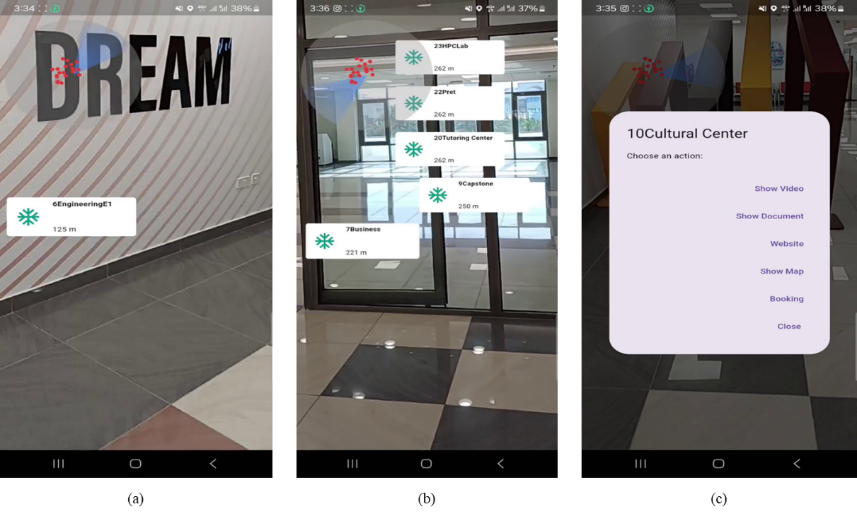 3:34
38%
DREAM
6EngineeringE1
125 m
(a)
3:36
37%
23HPCLab
262 m
22Pret
262 m
20Tutoring Center
262 m
9Capstone
250 m
7Business
221 m
(b)
3:35
38%
10Cultural Center
Choose an action:
Show Video
Show Document
Website
Show Map
Booking
Close
(c)